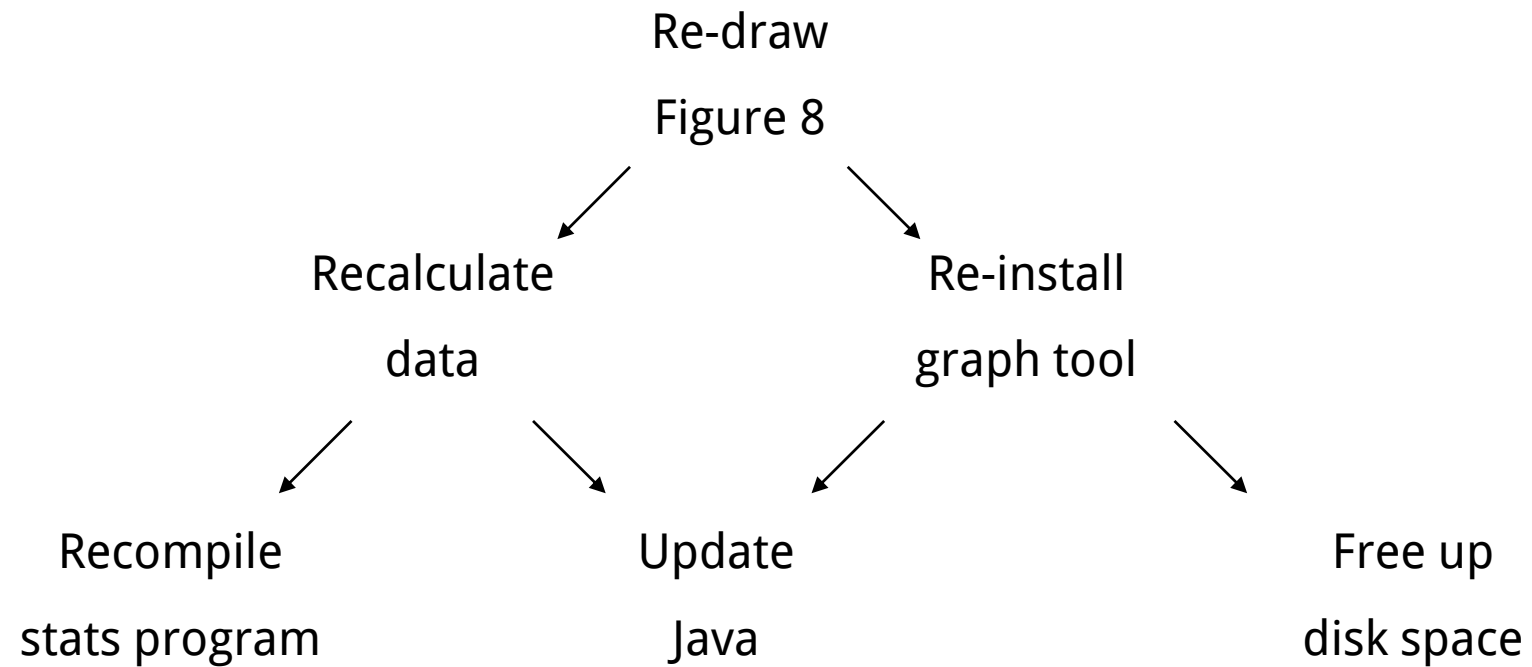 Re-draw
Figure 8
Recalculate
data
Re-install
graph tool
Recompile
stats program
Update
Java
Free up
disk space